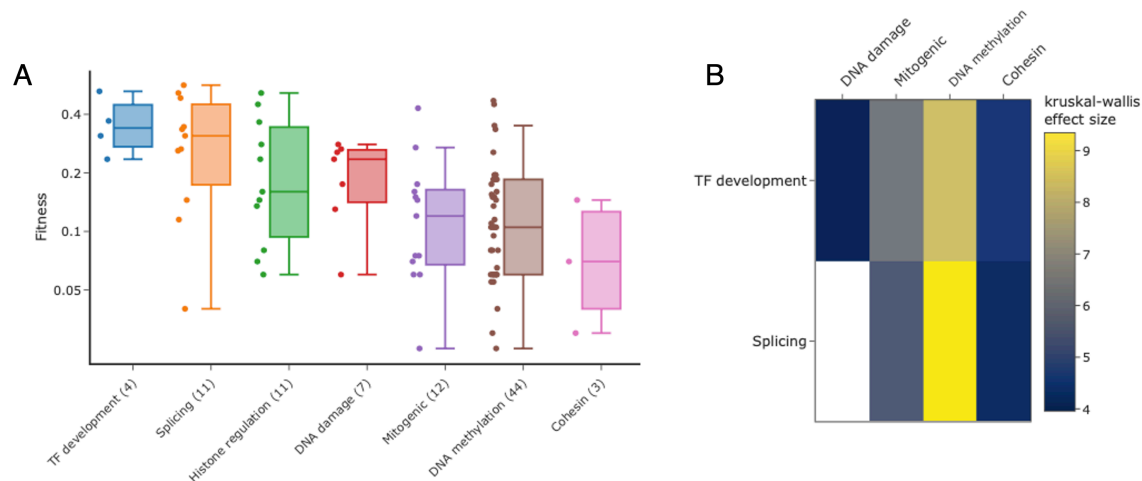 A
Fitness
0.4
0.2
0.1
0.05
TF development (4)
Splicing (11)
Histone regulation (11)
DNA damage (7)
Mitogenic (12)
DNA methylation (44)
Cohesin (3)
B
DNA damage
Mitogenic
DNA methylation
Cohesin
TF development
Splicing
kruskal-wallis
effect size
9
8
7
6
5
4